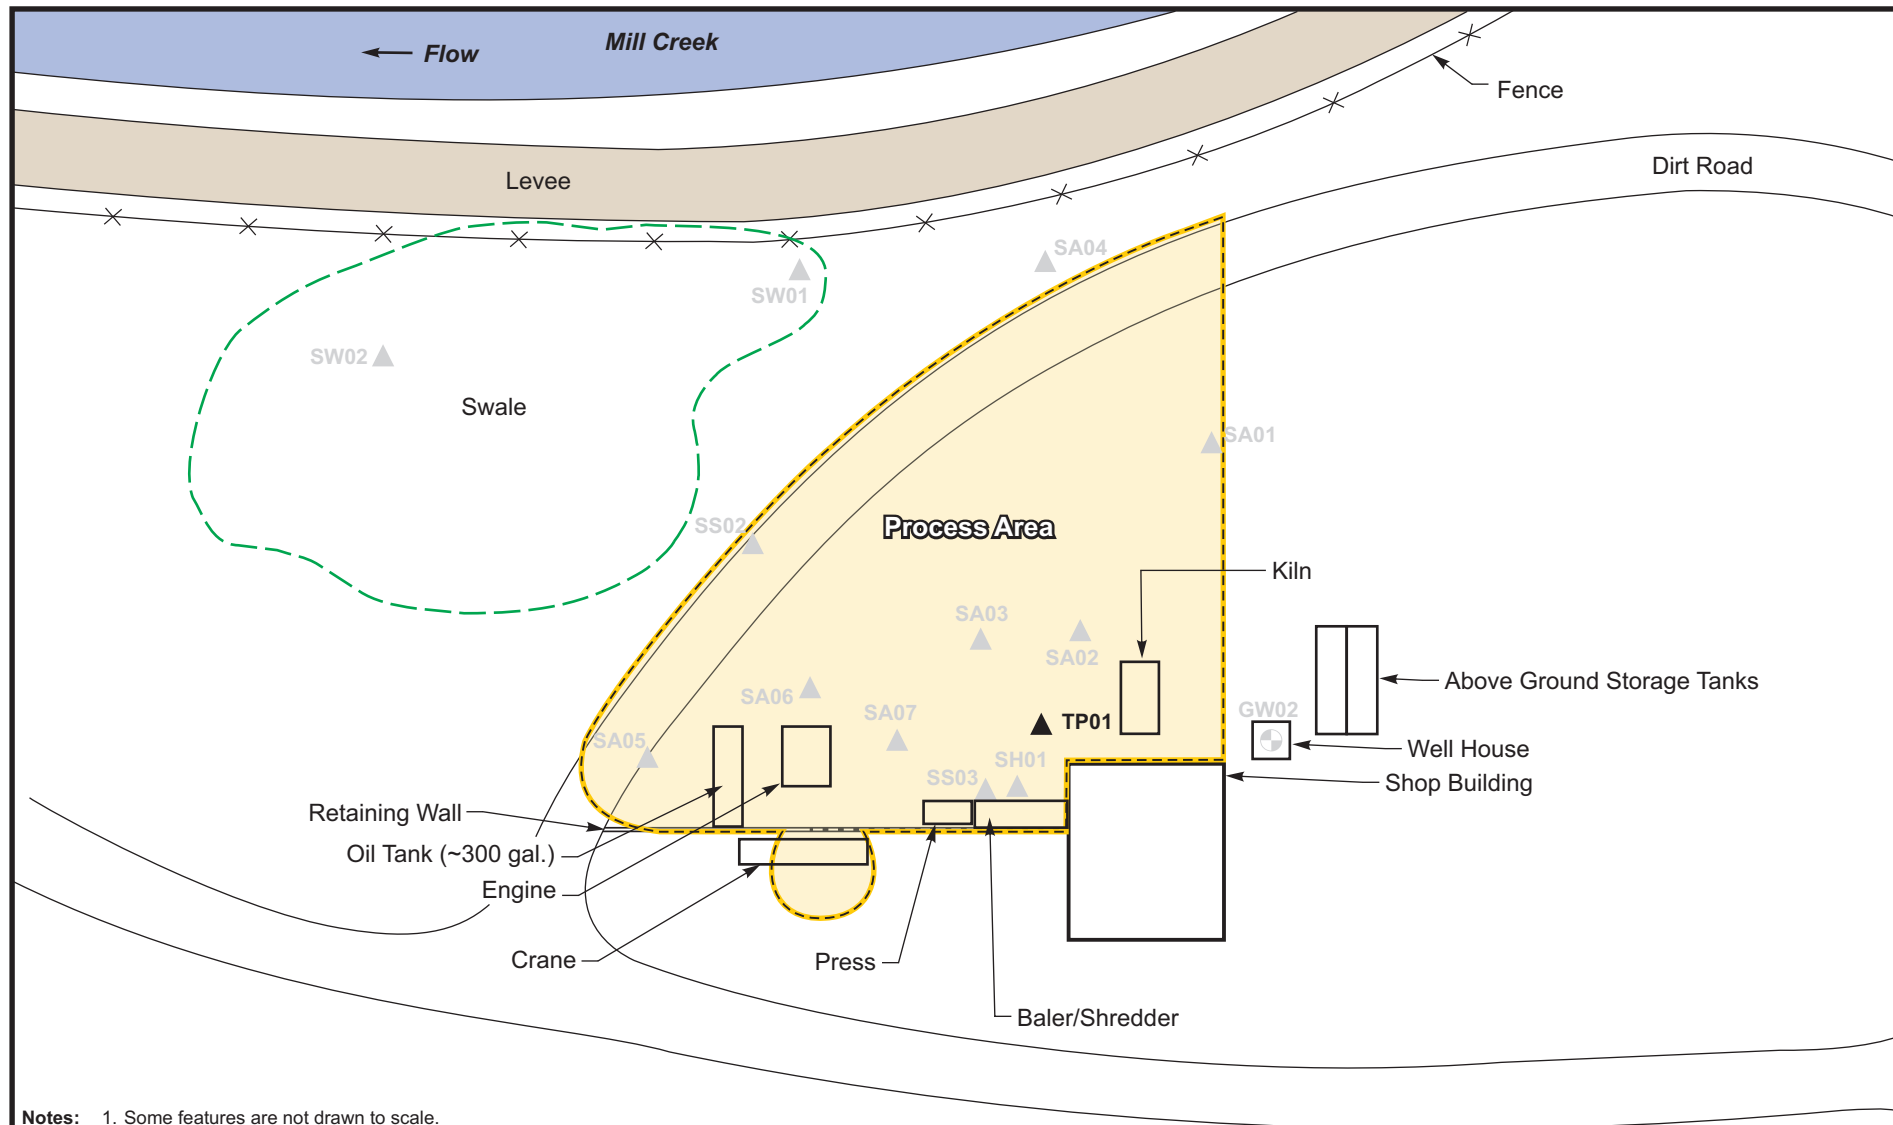 Mill Creek
Flow
Fence
Dirt Road
Levee
SA04
SW01
SW02
Swale
SA01
SS02
Process Area
Kiln
SA03
SA02
Above Ground Storage Tanks
SA06
SA07
TP01
GW02
SA05
Well House
SH01
SS03
Shop Building
Retaining Wall
Oil Tank (~300 gal.)
Engine
Crane
Press
Baler/Shredder
Notes: 1. Some features are not drawn to scale.